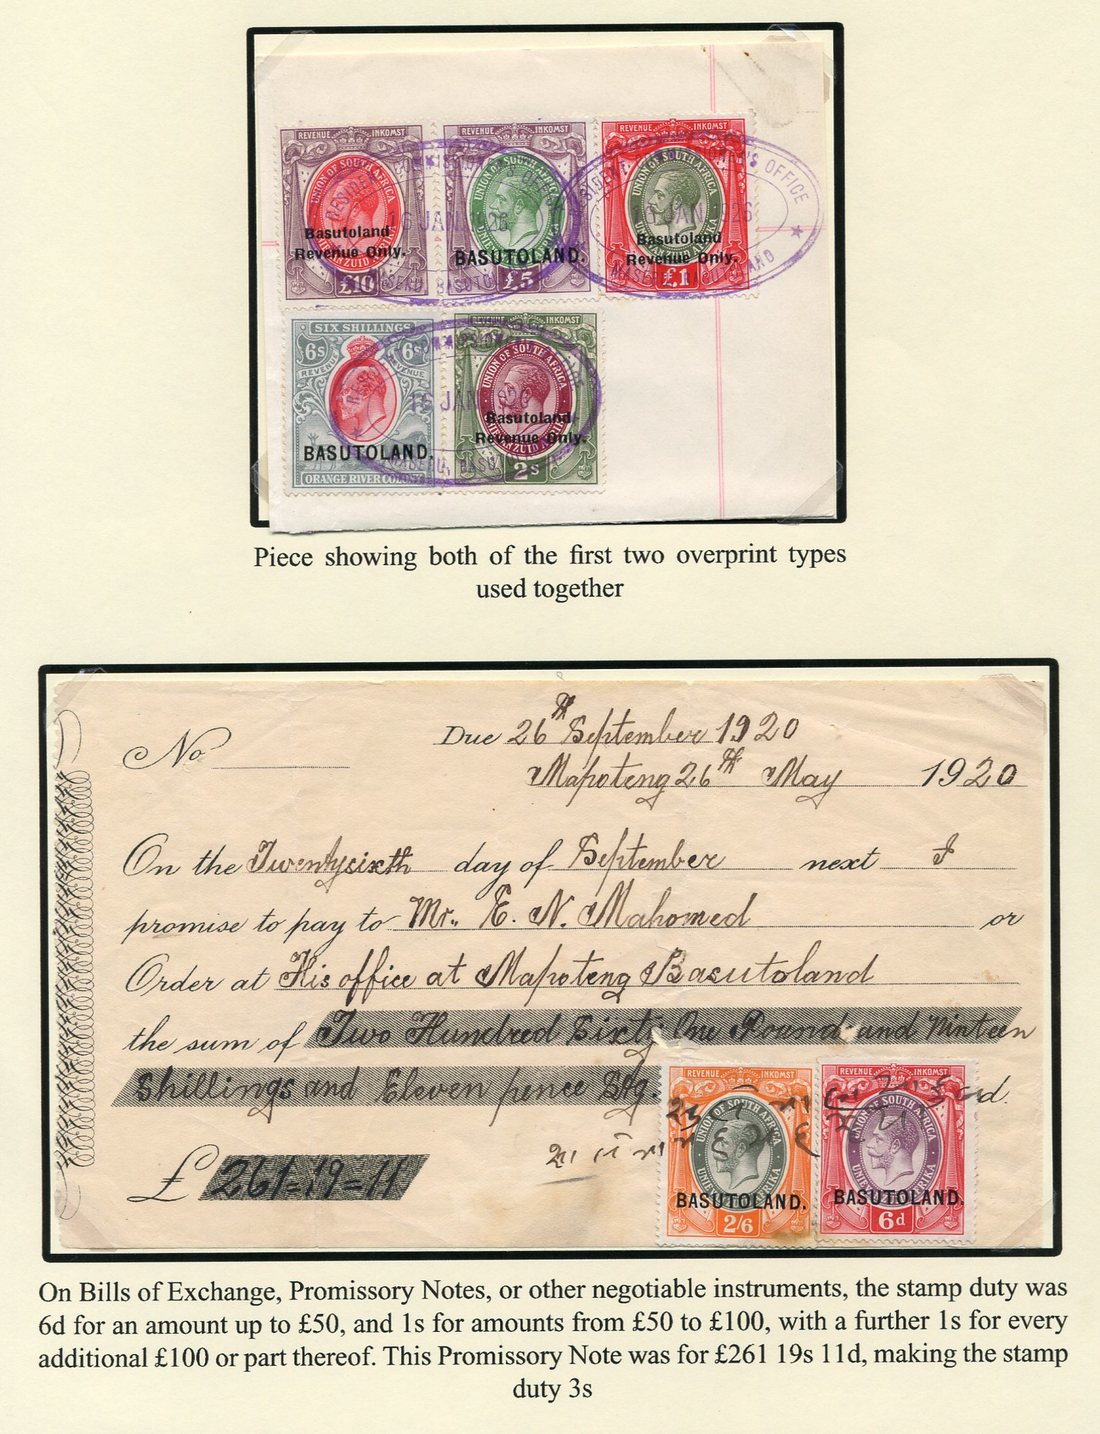 REVENUE INKOMST
UNION OF SOUTH AFRICA
Basutoland
Revenue Only.
£10
REVENUE INKOMST
UNION OF SOUTH AFRICA
BASUTOLAND.
£5
REVENUE INKOMST
UNION OF SOUTH AFRICA
Basutoland
Revenue Only.
£1
16 JAN 1926
MASERU, BASUTOLAND
SIX SHILLINGS
6s 6s
REVENUE REVENUE
BASUTOLAND.
ORANGE RIVER COLONY
REVENUE INKOMST
UNION OF SOUTH AFRICA
Basutoland
Revenue Only.
2s
16 JAN
Piece showing both of the first two overprint types
used together
No
Due 26th September 1920
Mapoteng 26th May 1920
On the Twentysixth day of September next I
promise to pay to Mr. E. N. Mahomed or
Order at His office at Mapoteng Basutoland
the sum of Two Hundred Sixty One Pound and Ninteen
Shillings and Eleven pence Stg.
£ 261=19=11
REVENUE INKOMST
UNION OF SOUTH AFRICA
BASUTOLAND.
2/6
REVENUE INKOMST
UNION OF SOUTH AFRICA
BASUTOLAND.
6d
On Bills of Exchange, Promissory Notes, or other negotiable instruments, the stamp duty was
6d for an amount up to £50, and 1s for amounts from £50 to £100, with a further 1s for every
additional £100 or part thereof. This Promissory Note was for £261 19s 11d, making the stamp
duty 3s